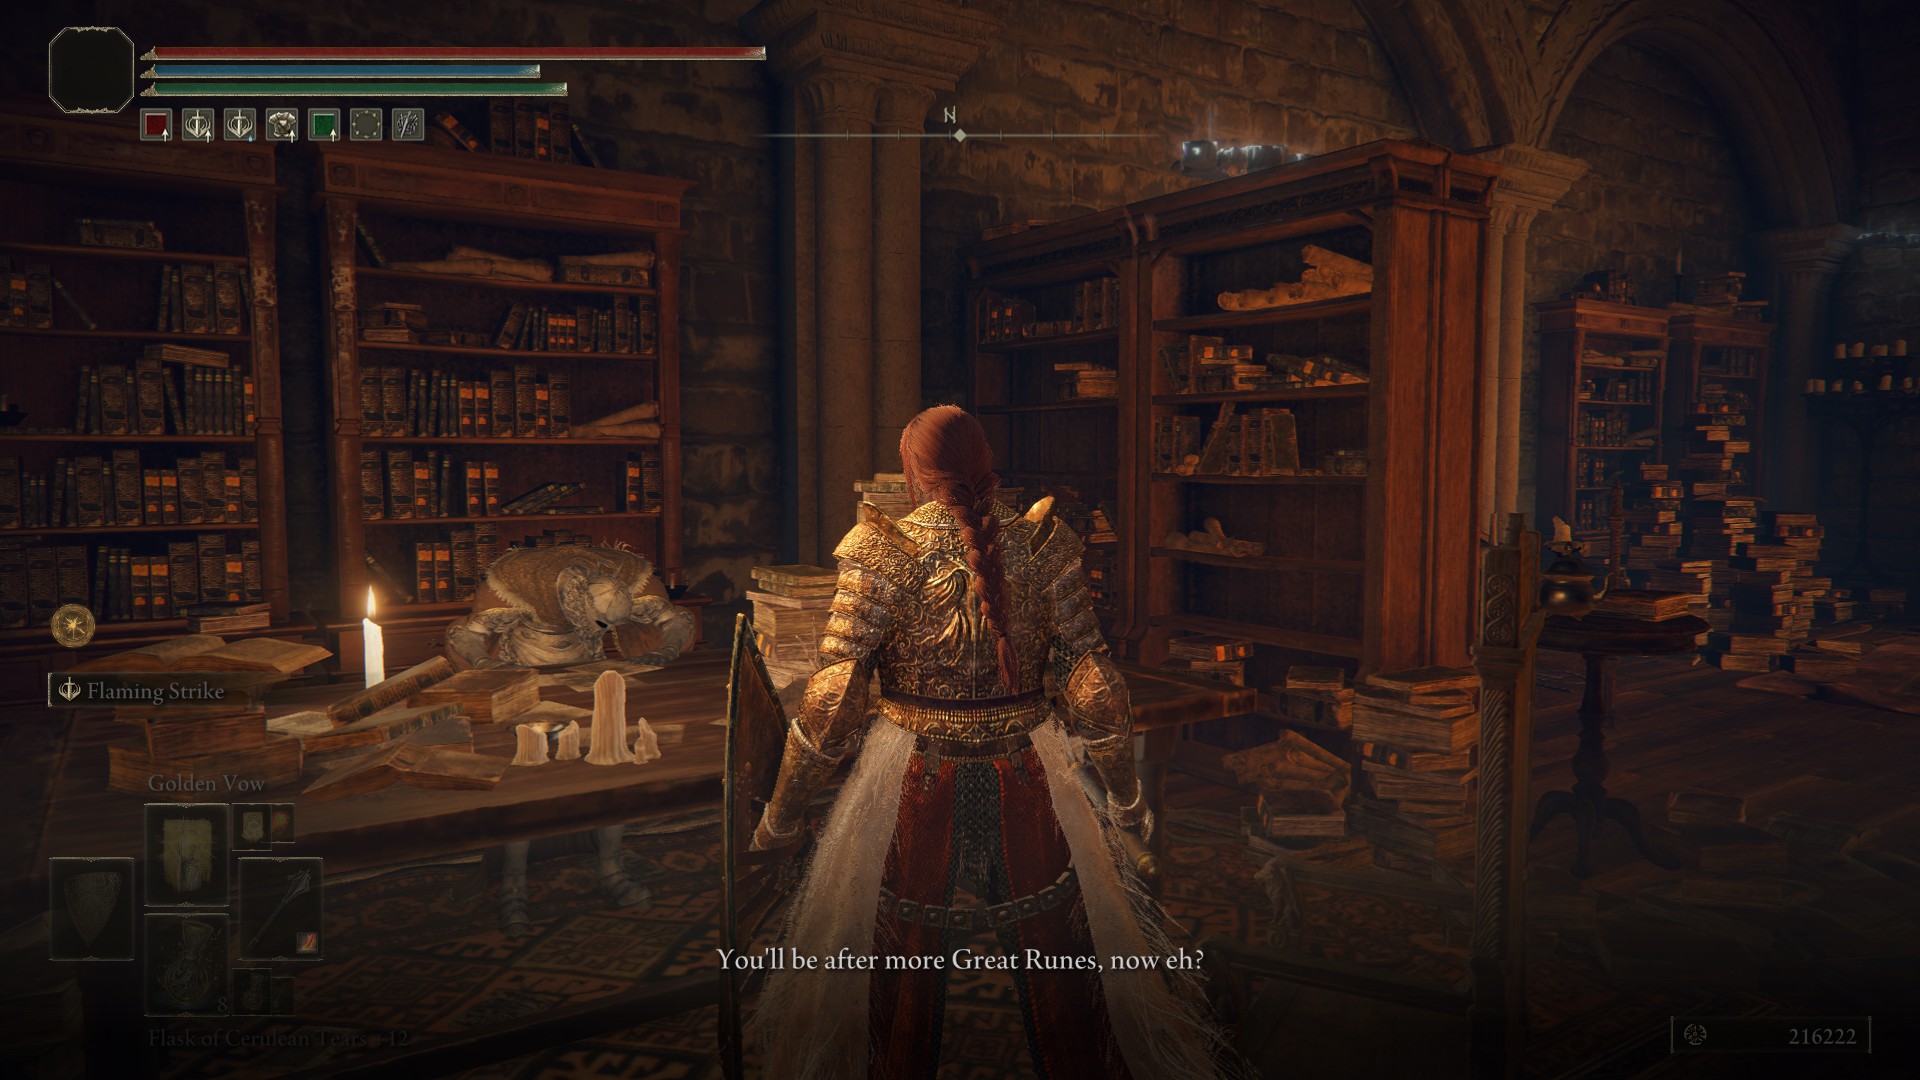 N
Flaming Strike
Golden Vow
8
You'll be after more Great Runes, now eh?
Flask of Cerulean Tears +12
216222